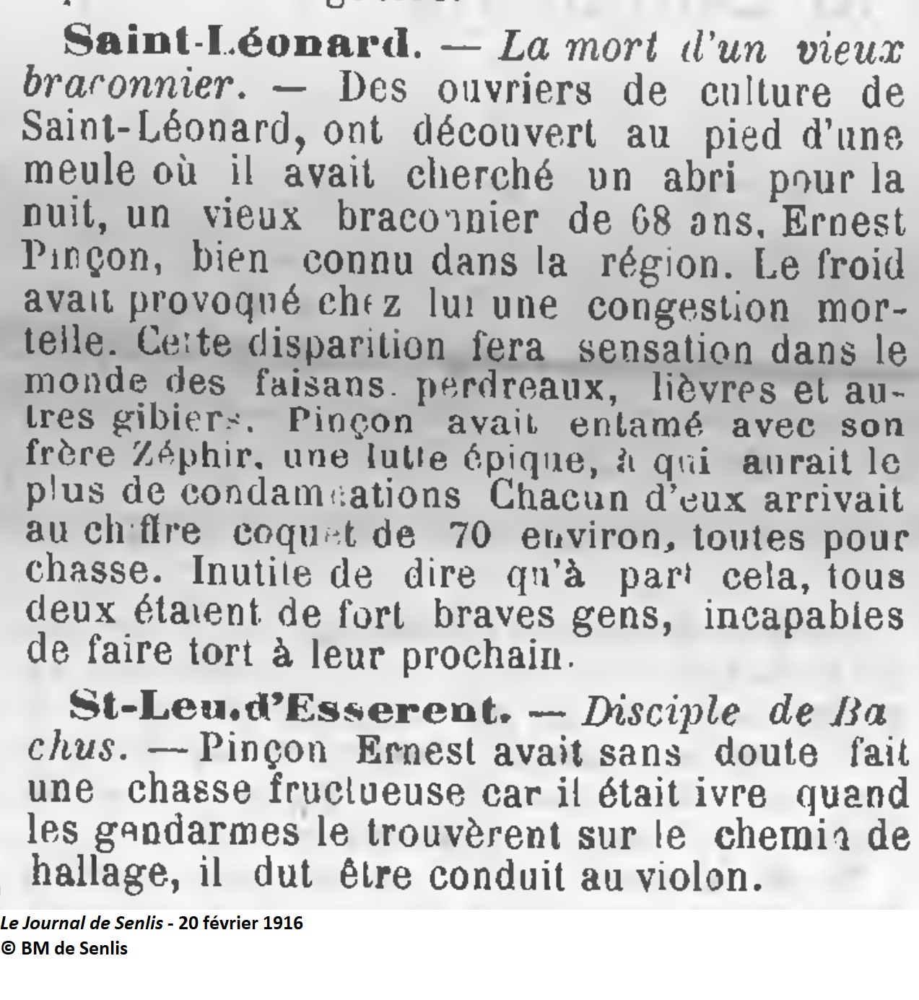 Saint-Léonard. — La mort d'un vieux
braconnier. — Des ouvriers de culture de
Saint-Léonard, ont découvert au pied d'une
meule où il avait cherché un abri pour la
nuit, un vieux braconnier de 68 ans, Ernest
Pinçon, bien connu dans la région. Le froid
avait provoqué chez lui une congestion mor-
telle. Cette disparition fera sensation dans le
monde des faisans. perdreaux, lièvres et au-
tres gibiers. Pinçon avait entamé avec son
frère Zéphir, une lutte épique, à qui aurait le
plus de condamnations Chacun d'eux arrivait
au chiffre coquet de 70 environ, toutes pour
chasse. Inutile de dire qu'à part cela, tous
deux étaient de fort braves gens, incapables
de faire tort à leur prochain.
St-Leu.d'Esserent. — Disciple de Ba
chus. — Pinçon Ernest avait sans doute fait
une chasse fructueuse car il était ivre quand
les gendarmes le trouvèrent sur le chemin de
hallage, il dut être conduit au violon.
Le Journal de Senlis - 20 février 1916
© BM de Senlis